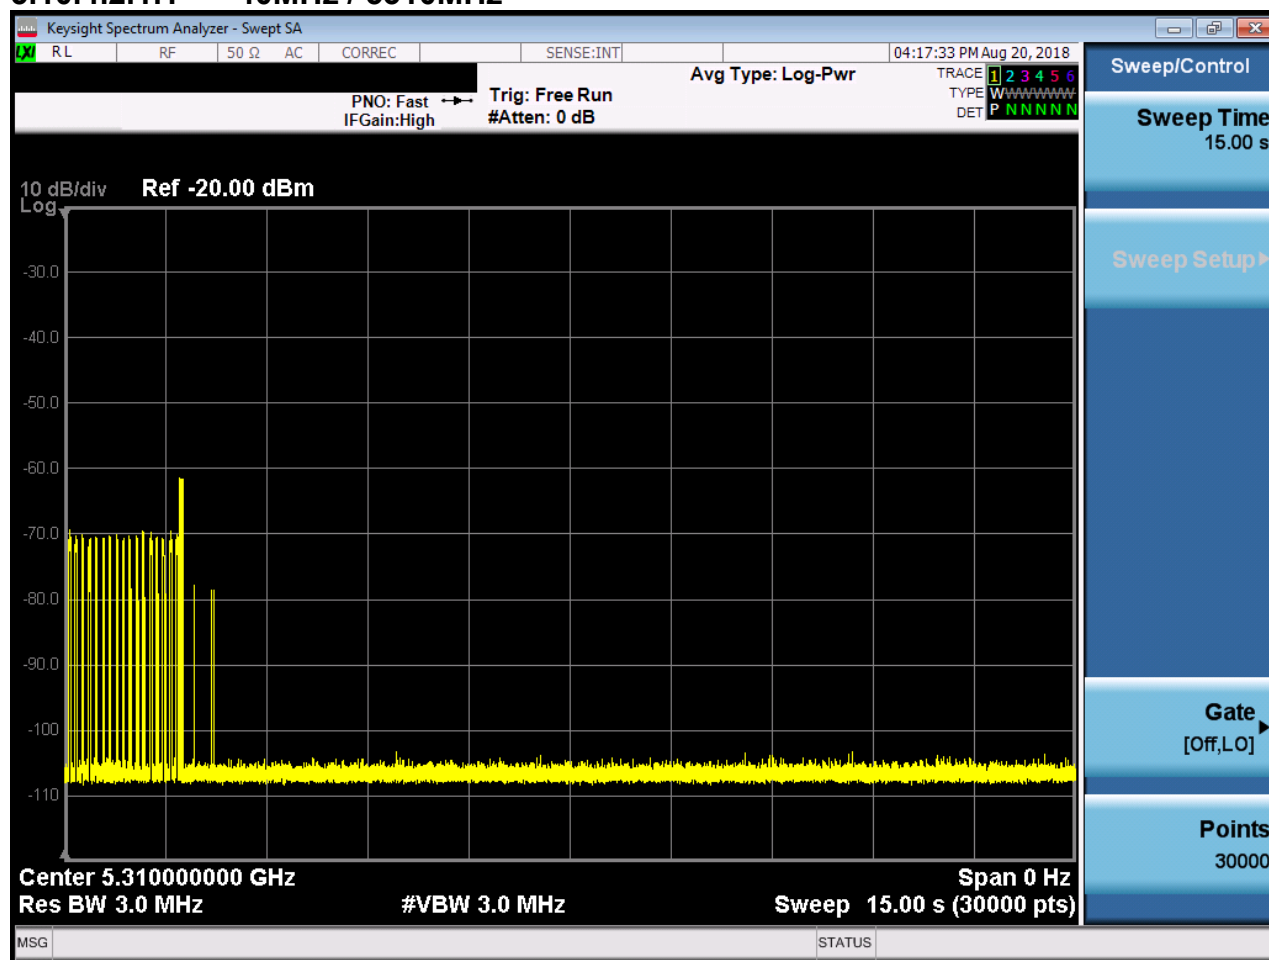 Keysight Spectrum Analyzer - Swept SA
LXI RL RF 50 Ω AC CORREC SENSE:INT 04:17:33 PM Aug 20, 2018
Avg Type: Log-Pwr
TRACE 1 2 3 4 5 6
PNO: Fast
Trig: Free Run
TYPE WWWWWWW
IFGain:High
#Atten: 0 dB
DET P N N N N N
Sweep/Control
Sweep Time
15.00 s
10 dB/div Ref -20.00 dBm
Log
Sweep Setup
-30.0
-40.0
-50.0
-60.0
-70.0
-80.0
-90.0
-100
-110
Gate
[Off,LO]
Points
30000
Center 5.310000000 GHz Span 0 Hz
Res BW 3.0 MHz #VBW 3.0 MHz Sweep 15.00 s (30000 pts)
MSG STATUS